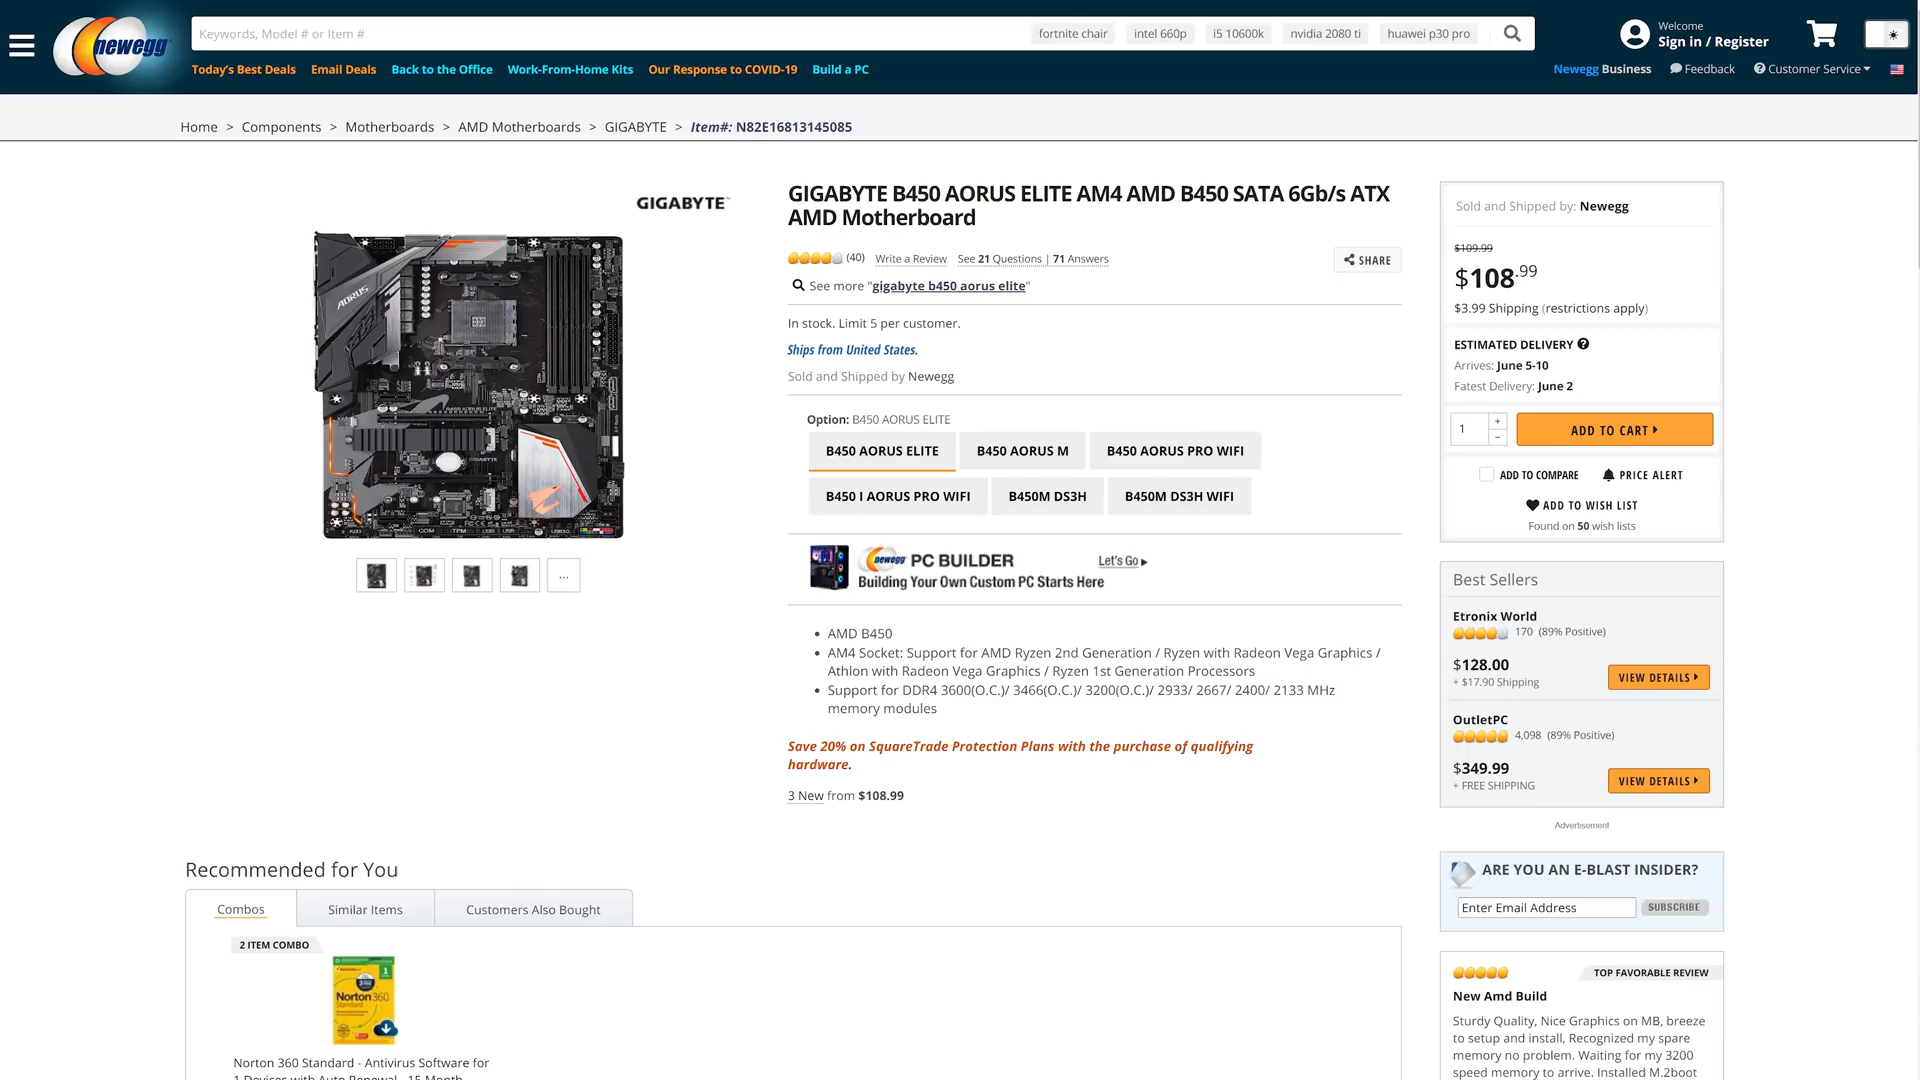 newegg
Keywords, Model # or Item #
fortnite chair
intel 660p
i5 10600k
nvidia 2080 ti
huawei p30 pro
Welcome
Sign in / Register
Today's Best Deals
Email Deals
Back to the Office
Work-From-Home Kits
Our Response to COVID-19
Build a PC
Newegg Business
Feedback
Customer Service
Home > Components > Motherboards > AMD Motherboards > GIGABYTE > Item#: N82E16813145085
GIGABYTE™
AORUS
GIGABYTE B450 AORUS ELITE AM4 AMD B450 SATA 6Gb/s ATX
AMD Motherboard
(40) Write a Review See 21 Questions | 71 Answers
SHARE
See more "gigabyte b450 aorus elite"
In stock. Limit 5 per customer.
Ships from United States.
Sold and Shipped by Newegg
Option: B450 AORUS ELITE
B450 AORUS ELITE
B450 AORUS M
B450 AORUS PRO WIFI
B450 I AORUS PRO WIFI
B450M DS3H
B450M DS3H WIFI
...
newegg PC BUILDER
Let's Go
Building Your Own Custom PC Starts Here
• AMD B450
• AM4 Socket: Support for AMD Ryzen 2nd Generation / Ryzen with Radeon Vega Graphics /
Athlon with Radeon Vega Graphics / Ryzen 1st Generation Processors
• Support for DDR4 3600(O.C.)/ 3466(O.C.)/ 3200(O.C.)/ 2933/ 2667/ 2400/ 2133 MHz
memory modules
Save 20% on SquareTrade Protection Plans with the purchase of qualifying
hardware.
3 New from $108.99
Sold and Shipped by: Newegg
$109.99
$108.99
$3.99 Shipping (restrictions apply)
ESTIMATED DELIVERY
Arrives: June 5-10
Fatest Delivery: June 2
1
+
−
ADD TO CART
ADD TO COMPARE
PRICE ALERT
ADD TO WISH LIST
Found on 50 wish lists
Best Sellers
Etronix World
170 (89% Positive)
$128.00
+ $17.90 Shipping
VIEW DETAILS
OutletPC
4,098 (89% Positive)
$349.99
+ FREE SHIPPING
VIEW DETAILS
Advertisement
ARE YOU AN E-BLAST INSIDER?
Enter Email Address
SUBSCRIBE
Recommended for You
Combos
Similar Items
Customers Also Bought
2 ITEM COMBO
Norton 360
Standard
Norton 360 Standard - Antivirus Software for
1 Devices with Auto Renewal - 15 Month
TOP FAVORABLE REVIEW
New Amd Build
Sturdy Quality, Nice Graphics on MB, breeze
to setup and install, Recognized my spare
memory no problem. Waiting for my 3200
speed memory to arrive. Installed M.2boot